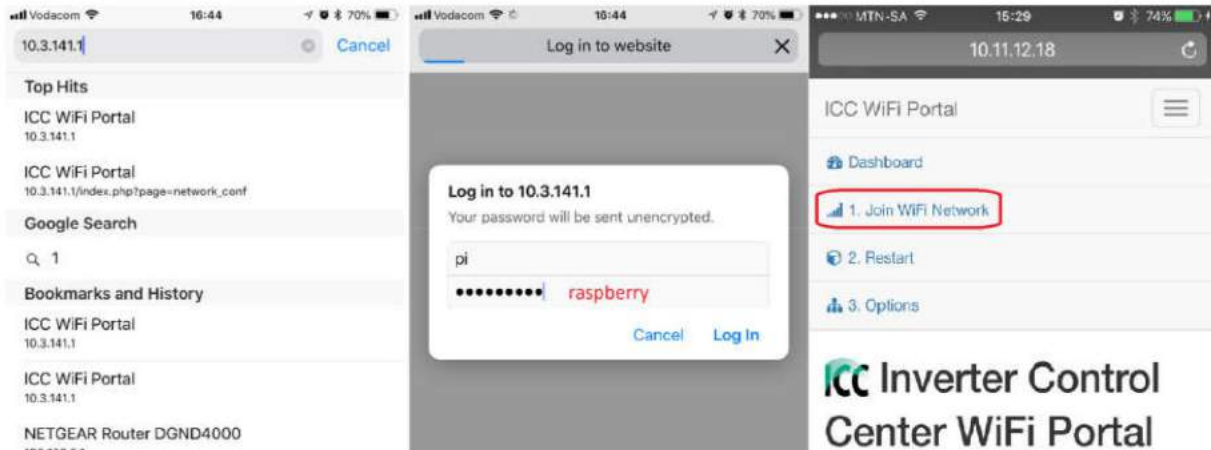 Vodacom 16:44 70%
10.3.141.1 Cancel
Top Hits
ICC WiFi Portal
10.3.141.1
ICC WiFi Portal
10.3.141.1/index.php?page=network_conf
Google Search
1
Bookmarks and History
ICC WiFi Portal
10.3.141.1
ICC WiFi Portal
10.3.141.1
NETGEAR Router DGND4000
Vodacom 16:44 70%
Log in to website
Log in to 10.3.141.1
Your password will be sent unencrypted.
pi
raspberry
Cancel Log In
MTN-SA 15:29 74%
10.11.12.18
ICC WiFi Portal
Dashboard
1. Join WiFi Network
2. Restart
3. Options
ICC Inverter Control
Center WiFi Portal